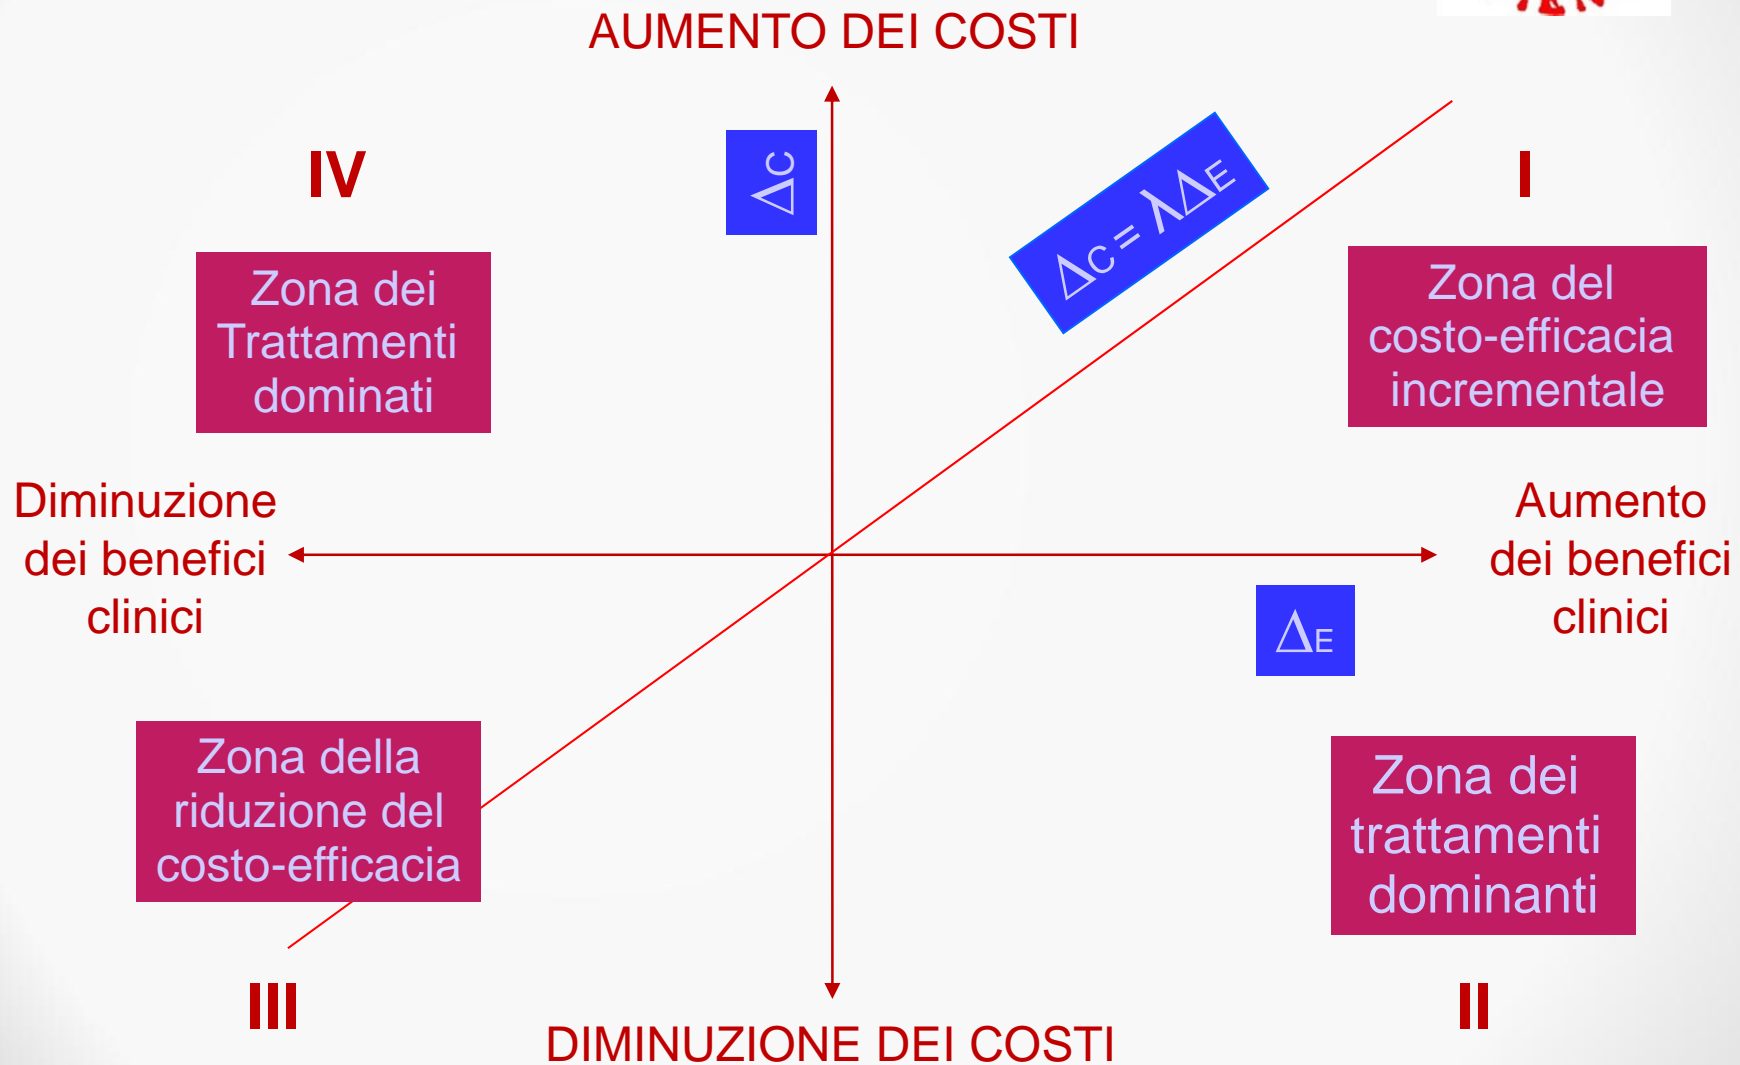 AUMENTO DEI COSTI
IV
ΔC
ΔC = λΔE
I
Zona dei
Trattamenti
dominati
Zona del
costo-efficacia
incrementale
Diminuzione
dei benefici
clinici
Aumento
dei benefici
clinici
ΔE
Zona della
riduzione del
costo-efficacia
Zona dei
trattamenti
dominanti
III
II
DIMINUZIONE DEI COSTI